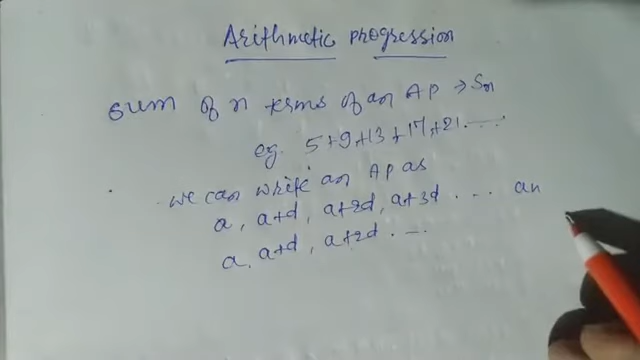 Arithmetic progression
sum of n terms of an AP → Sn
eg. 5+9+13+17+21.....
we can write an AP as
a, a+d, a+2d, a+3d ... an
a, a+d, a+2d ...